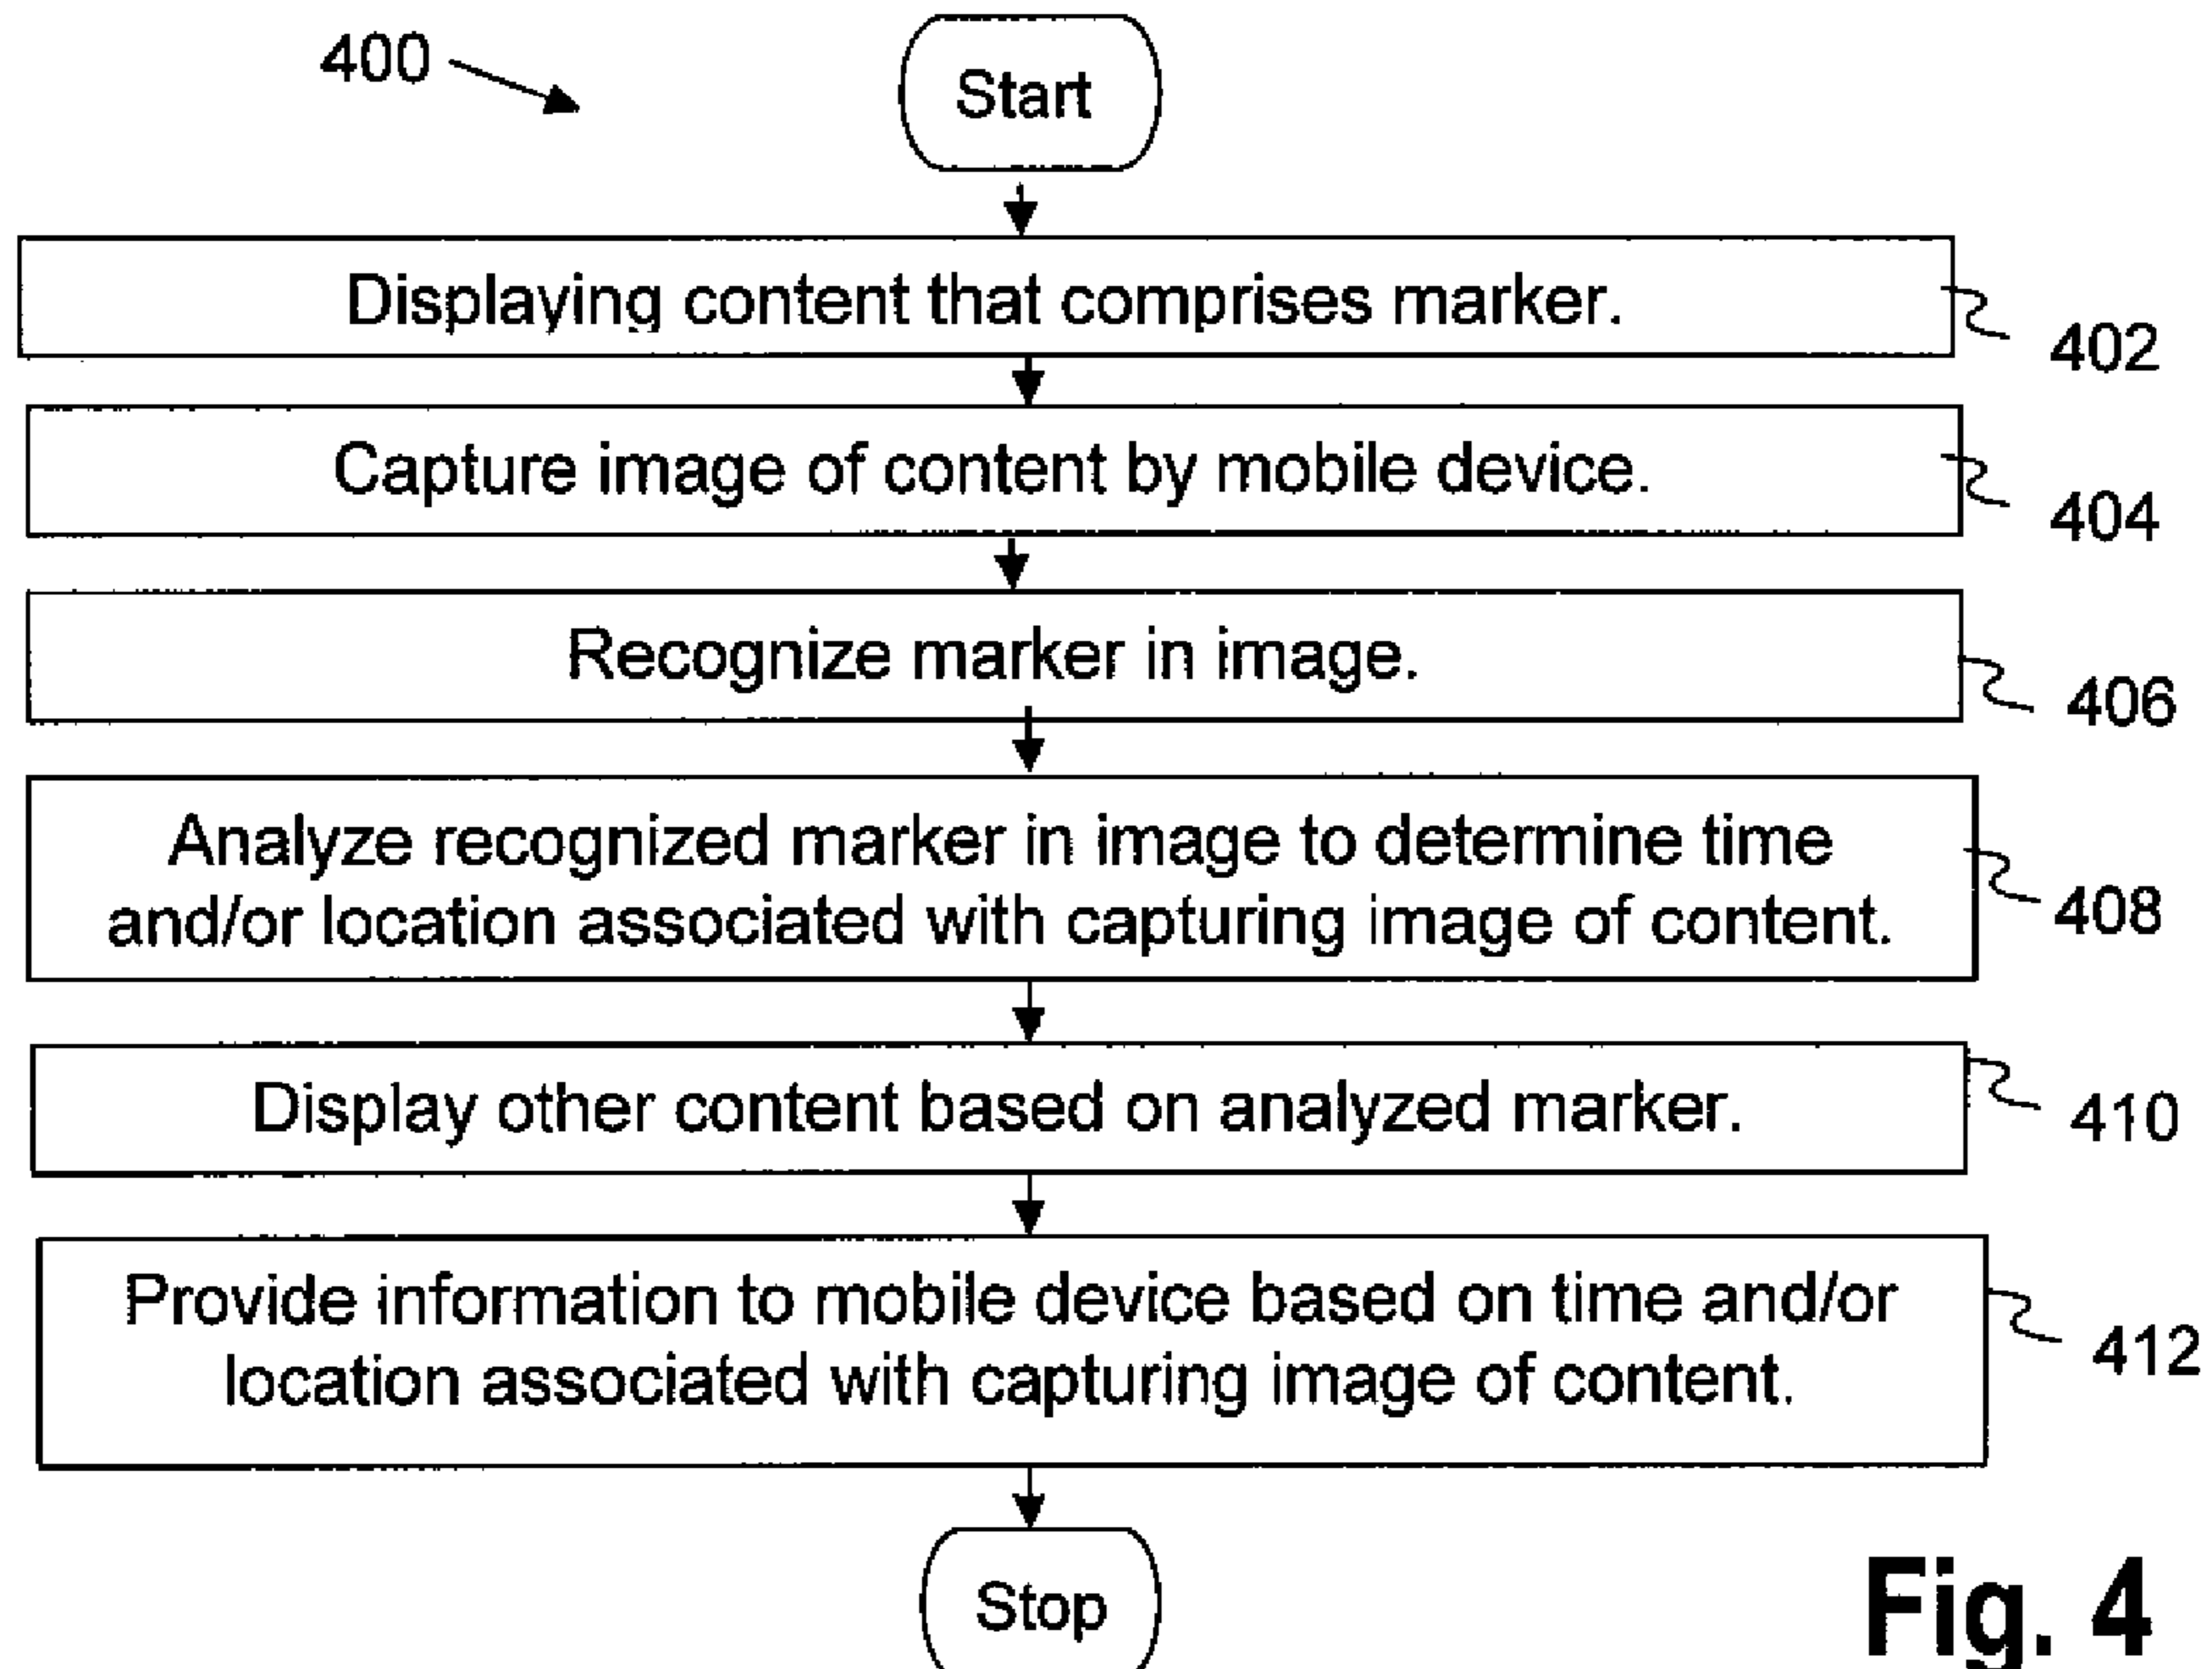 400
Start
Displaying content that comprises marker.
402
Capture image of content by mobile device.
404
Recognize marker in image.
406
Analyze recognized marker in image to determine time
and/or location associated with capturing image of content.
408
Display other content based on analyzed marker.
410
Provide information to mobile device based on time and/or
location associated with capturing image of content.
412
Stop
Fig. 4